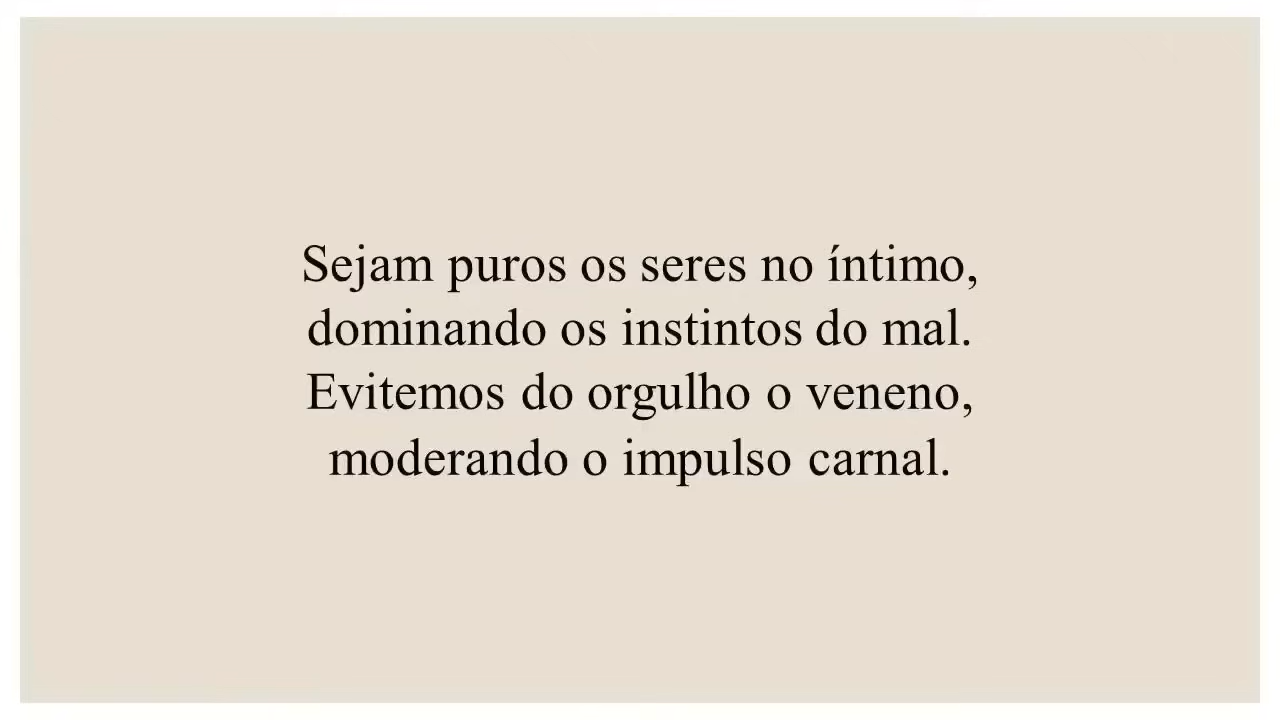 Sejam puros os seres no íntimo,
dominando os instintos do mal.
Evitemos do orgulho o veneno,
moderando o impulso carnal.